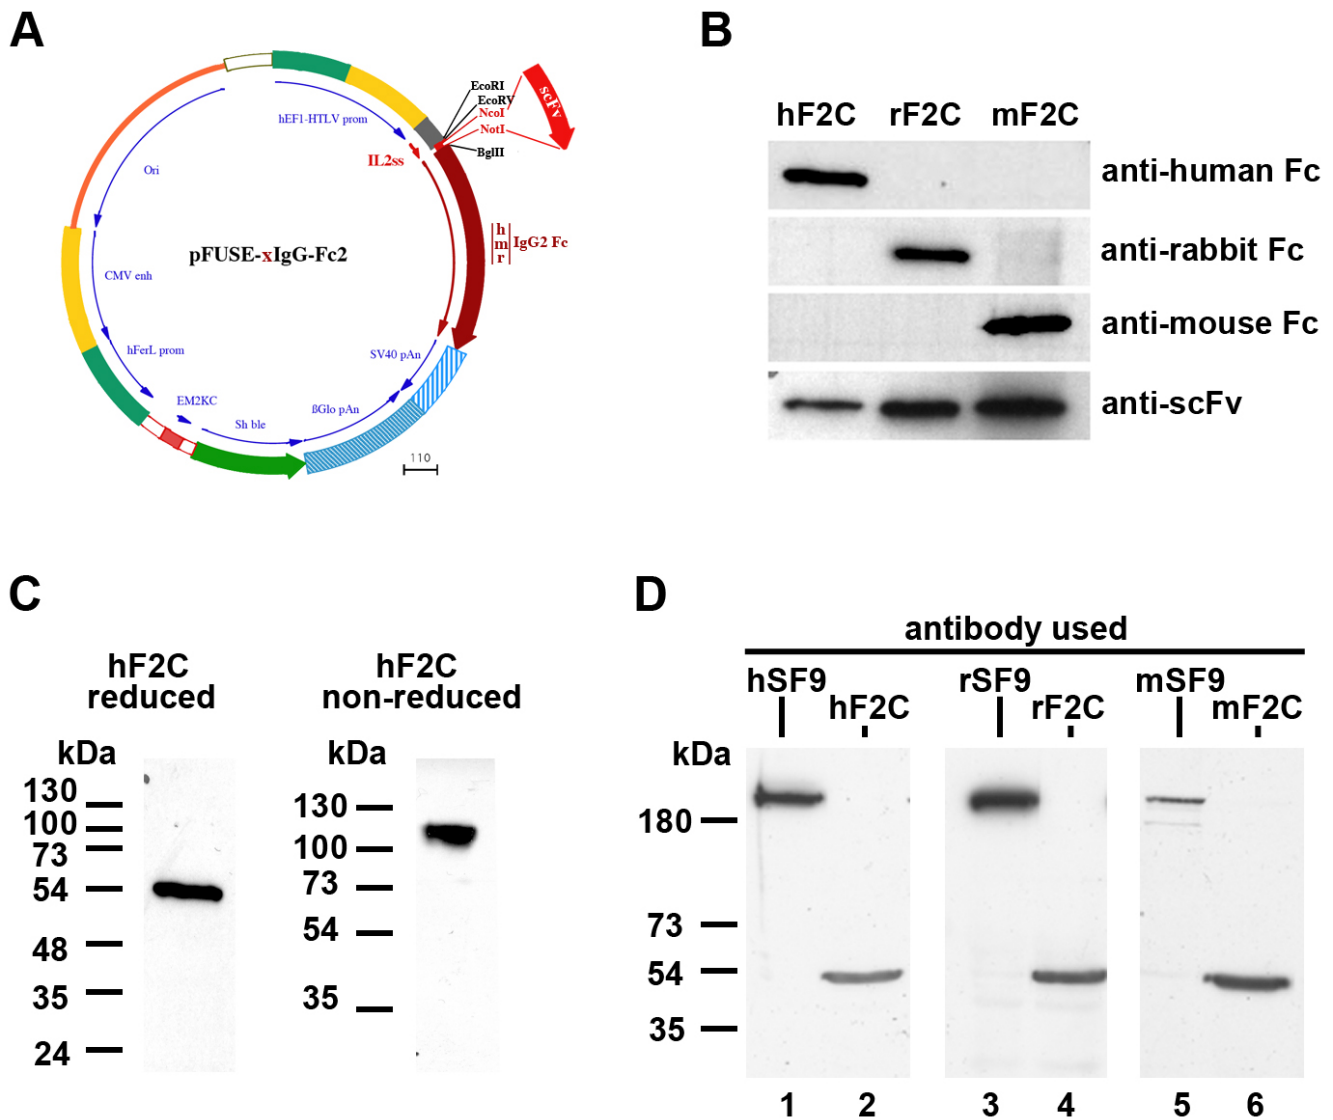 A
EcoRI
EcoRV
NcoI
NotI
BglII
scFv
hEF1-HTLV prom
IL2ss
Ori
pFUSE-xIgG-Fc2
h
m
r
IgG2 Fc
CMV enh
hFerL prom
SV40 pAn
EM2KC
Sh ble
ßGlo pAn
110
B
hF2C rF2C mF2C
anti-human Fc
anti-rabbit Fc
anti-mouse Fc
anti-scFv
C
hF2C
reduced
kDa
130
100
73
54
48
35
24
hF2C
non-reduced
kDa
130
100
73
54
35
D
antibody used
hSF9 rSF9 mSF9
hF2C rF2C mF2C
kDa
180
73
54
35
1 2 3 4 5 6